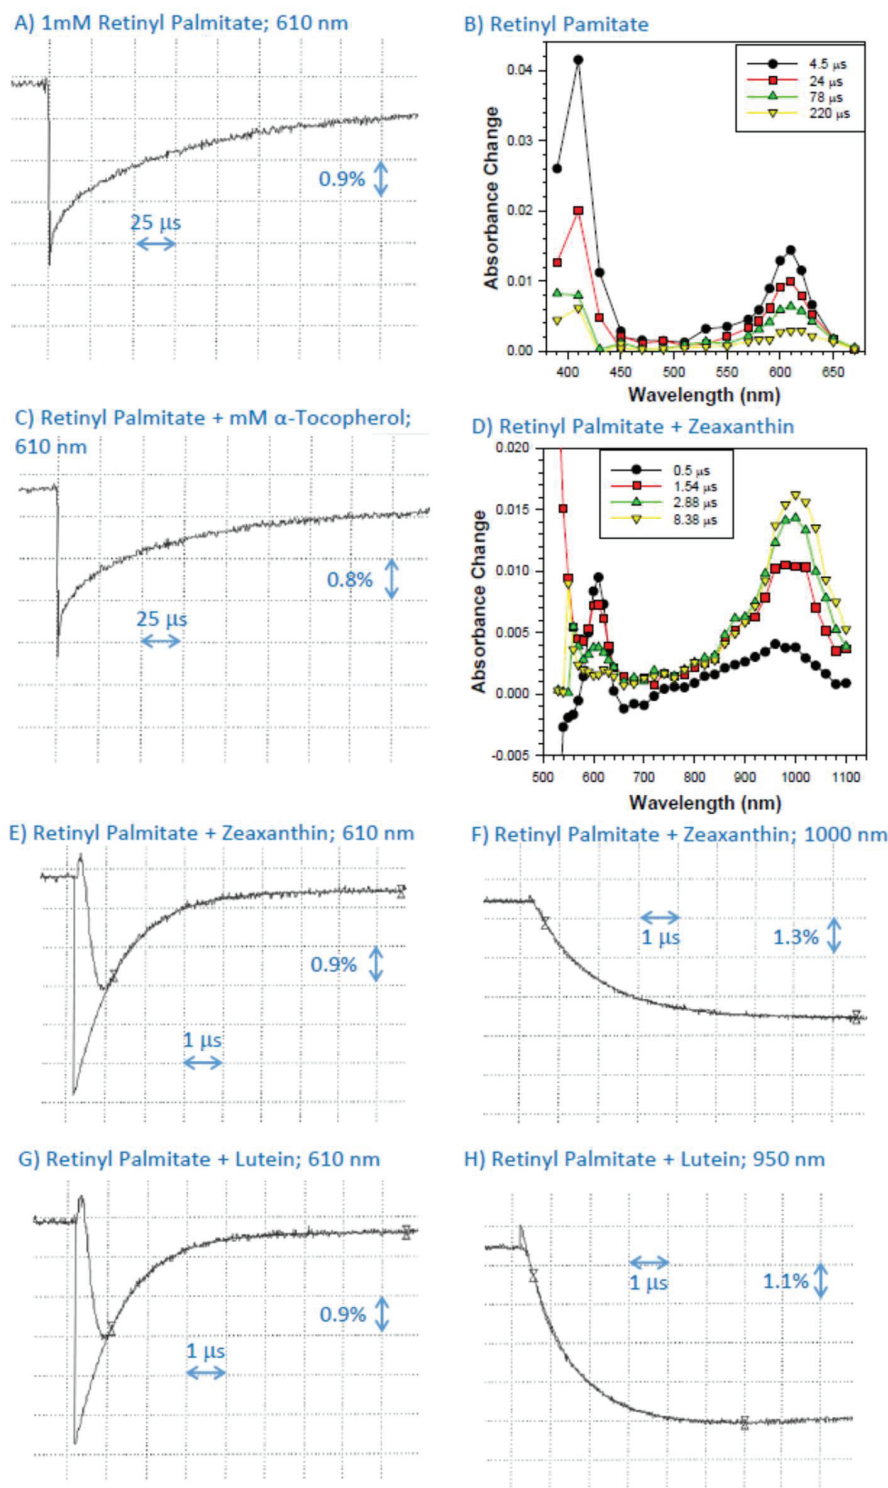 A) 1mM Retinyl Palmitate; 610 nm
0.9%
25 μs
B) Retinyl Pamitate
4.5 μs
24 μs
78 μs
220 μs
0.04
0.03
0.02
0.01
0.00
Absorbance Change
400 450 500 550 600 650
Wavelength (nm)
C) Retinyl Palmitate + mM α-Tocopherol;
610 nm
0.8%
25 μs
D) Retinyl Palmitate + Zeaxanthin
0.5 μs
1.54 μs
2.88 μs
8.38 μs
0.020
0.015
0.010
0.005
0.000
-0.005
Absorbance Change
500 600 700 800 900 1000 1100
Wavelength (nm)
E) Retinyl Palmitate + Zeaxanthin; 610 nm
0.9%
1 μs
F) Retinyl Palmitate + Zeaxanthin; 1000 nm
1 μs
1.3%
G) Retinyl Palmitate + Lutein; 610 nm
0.9%
1 μs
H) Retinyl Palmitate + Lutein; 950 nm
1 μs
1.1%